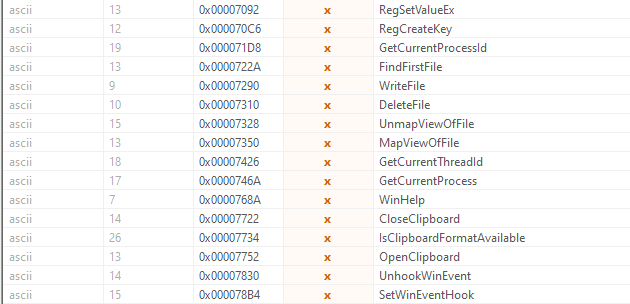 ascii 13 0x00007092 x RegSetValueEx
ascii 12 0x000070C6 x RegCreateKey
ascii 19 0x000071D8 x GetCurrentProcessId
ascii 13 0x0000722A x FindFirstFile
ascii 9 0x00007290 x WriteFile
ascii 10 0x00007310 x DeleteFile
ascii 15 0x00007328 x UnmapViewOfFile
ascii 13 0x00007350 x MapViewOfFile
ascii 18 0x00007426 x GetCurrentThreadId
ascii 17 0x0000746A x GetCurrentProcess
ascii 7 0x0000768A x WinHelp
ascii 14 0x00007722 x CloseClipboard
ascii 26 0x00007734 x IsClipboardFormatAvailable
ascii 13 0x00007752 x OpenClipboard
ascii 14 0x00007830 x UnhookWinEvent
ascii 15 0x000078B4 x SetWinEventHook